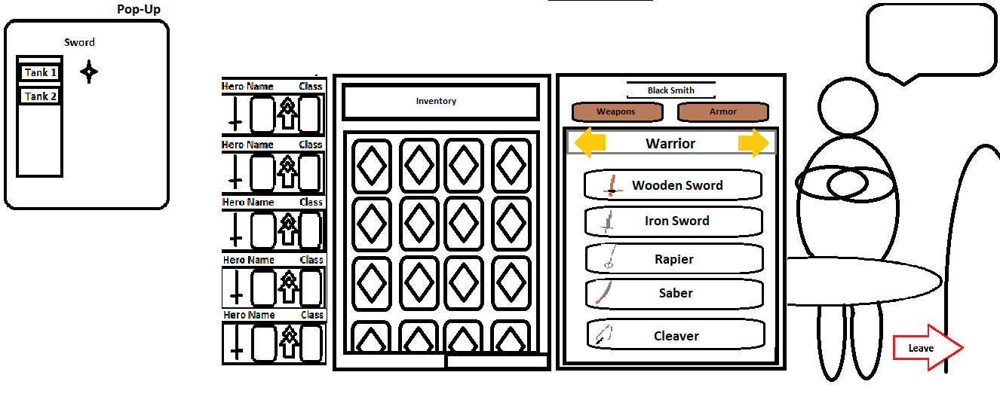 Pop-Up
Sword
Tank 1
Tank 2
Hero Name Class
Hero Name Class
Hero Name Class
Hero Name Class
Hero Name Class
Inventory
Black Smith
Weapons Armor
Warrior
Wooden Sword
Iron Sword
Rapier
Saber
Cleaver
Leave